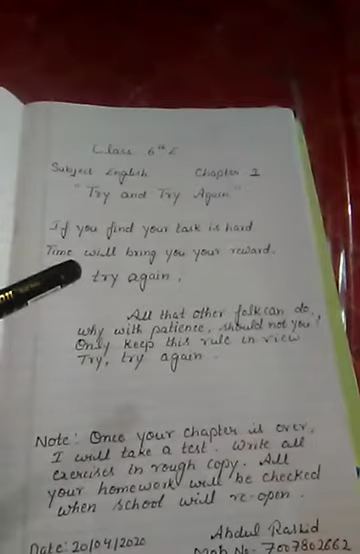 Class 6th E
Subject English Chapter 1
"Try and Try Again"
If you find your task is hard
Time will bring you your reward.
try again.
All that other folk can do,
why with patience, should not you?
Only keep this rule in view
Try, try again.
Note: Once your chapter is over,
I will take a test. Write all
exercises in rough copy. All
your homework will be checked
when school will re-open.
Abdul Rashid
Date: 20/04/2020
Mob No: 7007802662